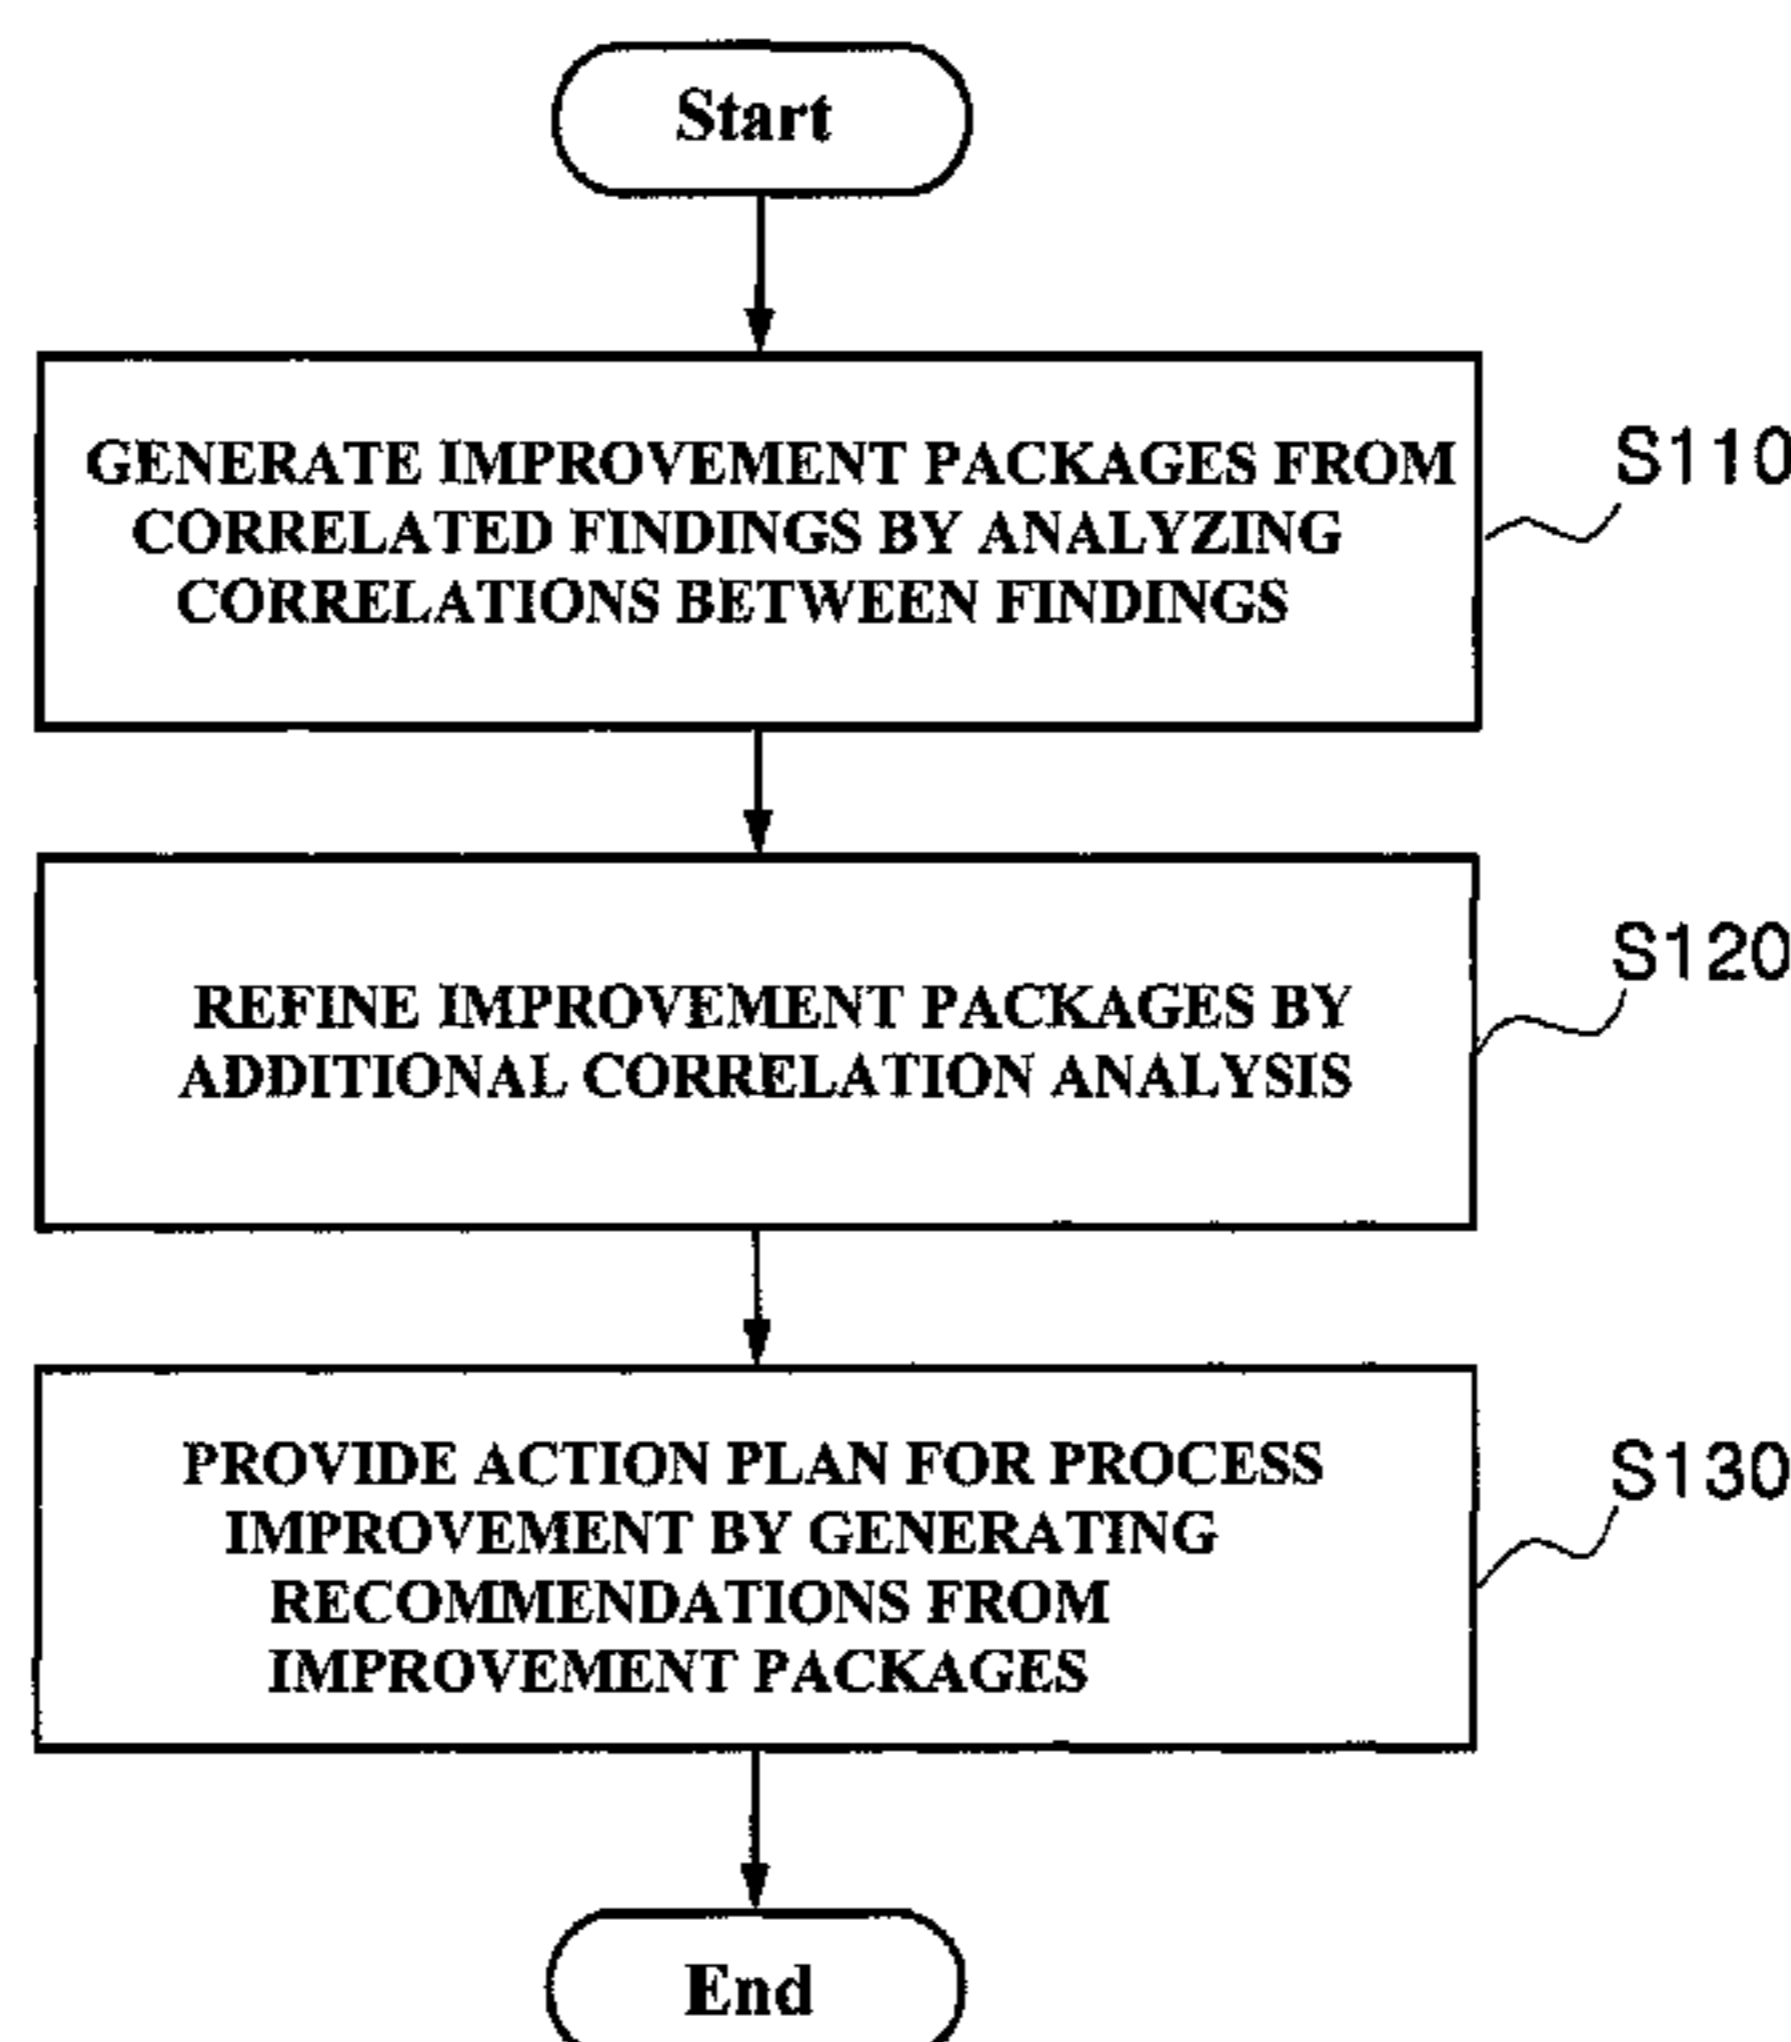 Start
GENERATE IMPROVEMENT PACKAGES FROM
CORRELATED FINDINGS BY ANALYZING
CORRELATIONS BETWEEN FINDINGS
S110
REFINE IMPROVEMENT PACKAGES BY
ADDITIONAL CORRELATION ANALYSIS
S120
PROVIDE ACTION PLAN FOR PROCESS
IMPROVEMENT BY GENERATING
RECOMMENDATIONS FROM
IMPROVEMENT PACKAGES
S130
End